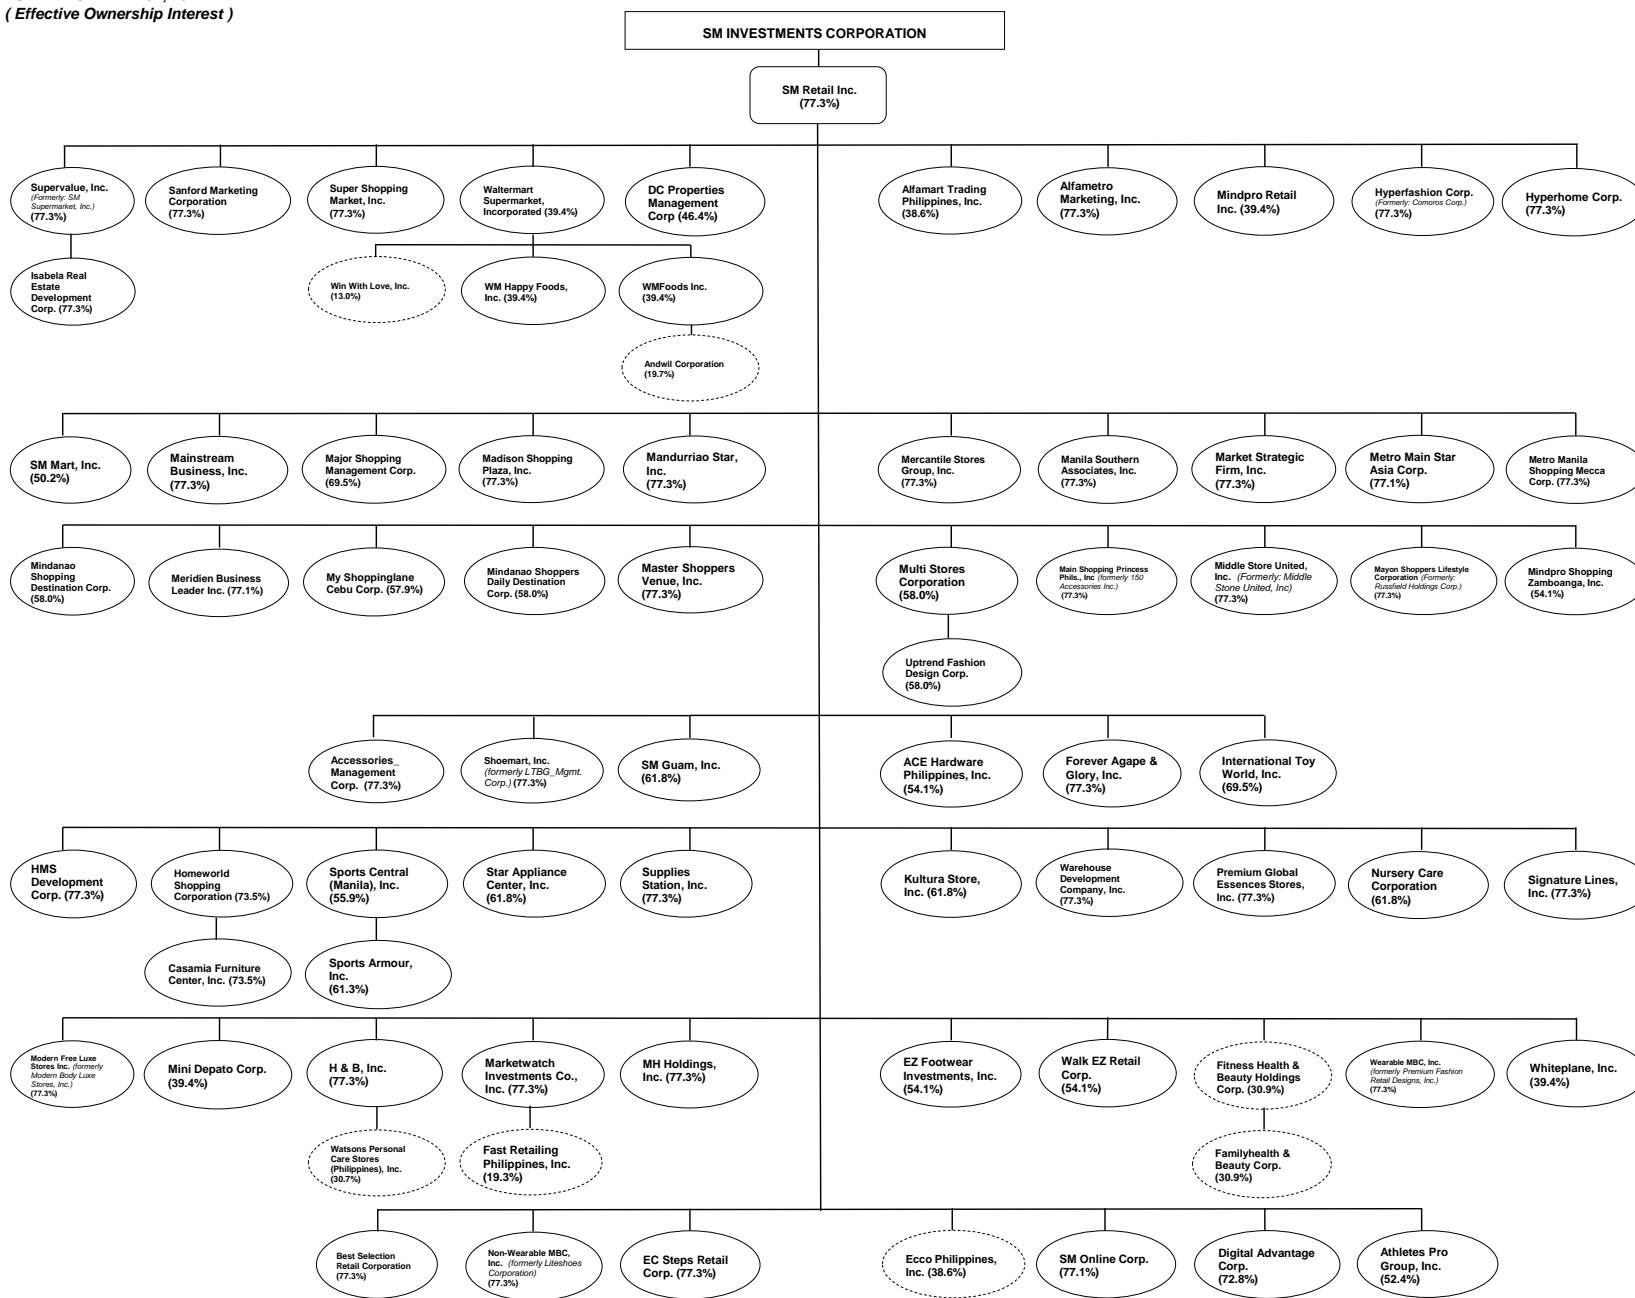 ( Effective Ownership Interest )
SM INVESTMENTS CORPORATION
SM Retail Inc.
(77.3%)
Supervalue, Inc.
(Formerly: SM
Supermarket, Inc.)
(77.3%)
Sanford Marketing
Corporation
(77.3%)
Super Shopping
Market, Inc.
(77.3%)
Waltermart
Supermarket,
Incorporated (39.4%)
DC Properties
Management
Corp (46.4%)
Alfamart Trading
Philippines, Inc.
(38.6%)
Alfametro
Marketing, Inc.
(77.3%)
Mindpro Retail
Inc. (39.4%)
Hyperfashion Corp.
(Formerly: Comoros Corp.)
(77.3%)
Hyperhome Corp.
(77.3%)
Isabela Real
Estate
Development
Corp. (77.3%)
Win With Love, Inc.
(13.0%)
WM Happy Foods,
Inc. (39.4%)
WMFoods Inc.
(39.4%)
Andwil Corporation
(19.7%)
SM Mart, Inc.
(50.2%)
Mainstream
Business, Inc.
(77.3%)
Major Shopping
Management Corp.
(69.5%)
Madison Shopping
Plaza, Inc.
(77.3%)
Mandurriao Star,
Inc.
(77.3%)
Mercantile Stores
Group, Inc.
(77.3%)
Manila Southern
Associates, Inc.
(77.3%)
Market Strategic
Firm, Inc.
(77.3%)
Metro Main Star
Asia Corp.
(77.1%)
Metro Manila
Shopping Mecca
Corp. (77.3%)
Mindanao
Shopping
Destination Corp.
(58.0%)
Meridien Business
Leader Inc. (77.1%)
My Shoppinglane
Cebu Corp. (57.9%)
Mindanao Shoppers
Daily Destination
Corp. (58.0%)
Master Shoppers
Venue, Inc.
(77.3%)
Multi Stores
Corporation
(58.0%)
Main Shopping Princess
Phils., Inc (formerly 150
Accessories Inc.)
(77.3%)
Middle Store United,
Inc. (Formerly: Middle
Stone United, Inc)
(77.3%)
Mayon Shoppers Lifestyle
Corporation (Formerly:
Russfield Holdings Corp.)
(77.3%)
Mindpro Shopping
Zamboanga, Inc.
(54.1%)
Uptrend Fashion
Design Corp.
(58.0%)
Accessories_
Management
Corp. (77.3%)
Shoemart, Inc.
(formerly LTBG_Mgmt.
Corp.) (77.3%)
SM Guam, Inc.
(61.8%)
ACE Hardware
Philippines, Inc.
(54.1%)
Forever Agape &
Glory, Inc.
(77.3%)
International Toy
World, Inc.
(69.5%)
HMS
Development
Corp. (77.3%)
Homeworld
Shopping
Corporation (73.5%)
Sports Central
(Manila), Inc.
(55.9%)
Star Appliance
Center, Inc.
(61.8%)
Supplies
Station, Inc.
(77.3%)
Kultura Store,
Inc. (61.8%)
Warehouse
Development
Company, Inc.
(77.3%)
Premium Global
Essences Stores,
Inc. (77.3%)
Nursery Care
Corporation
(61.8%)
Signature Lines,
Inc. (77.3%)
Casamia Furniture
Center, Inc. (73.5%)
Sports Armour,
Inc.
(61.3%)
Modern Free Luxe
Stores Inc. (formerly
Modern Body Luxe
Stores, Inc.)
(77.3%)
Mini Depato Corp.
(39.4%)
H & B, Inc.
(77.3%)
Marketwatch
Investments Co.,
Inc. (77.3%)
MH Holdings,
Inc. (77.3%)
EZ Footwear
Investments, Inc.
(54.1%)
Walk EZ Retail
Corp.
(54.1%)
Fitness Health &
Beauty Holdings
Corp. (30.9%)
Wearable MBC, Inc.
(formerly Premium Fashion
Retail Designs, Inc.)
(77.3%)
Whiteplane, Inc.
(39.4%)
Watsons Personal
Care Stores
(Philippines), Inc.
(30.7%)
Fast Retailing
Philippines, Inc.
(19.3%)
Familyhealth &
Beauty Corp.
(30.9%)
Best Selection
Retail Corporation
(77.3%)
Non-Wearable MBC,
Inc. (formerly Liteshoes
Corporation)
(77.3%)
EC Steps Retail
Corp. (77.3%)
Ecco Philippines,
Inc. (38.6%)
SM Online Corp.
(77.1%)
Digital Advantage
Corp.
(72.8%)
Athletes Pro
Group, Inc.
(52.4%)